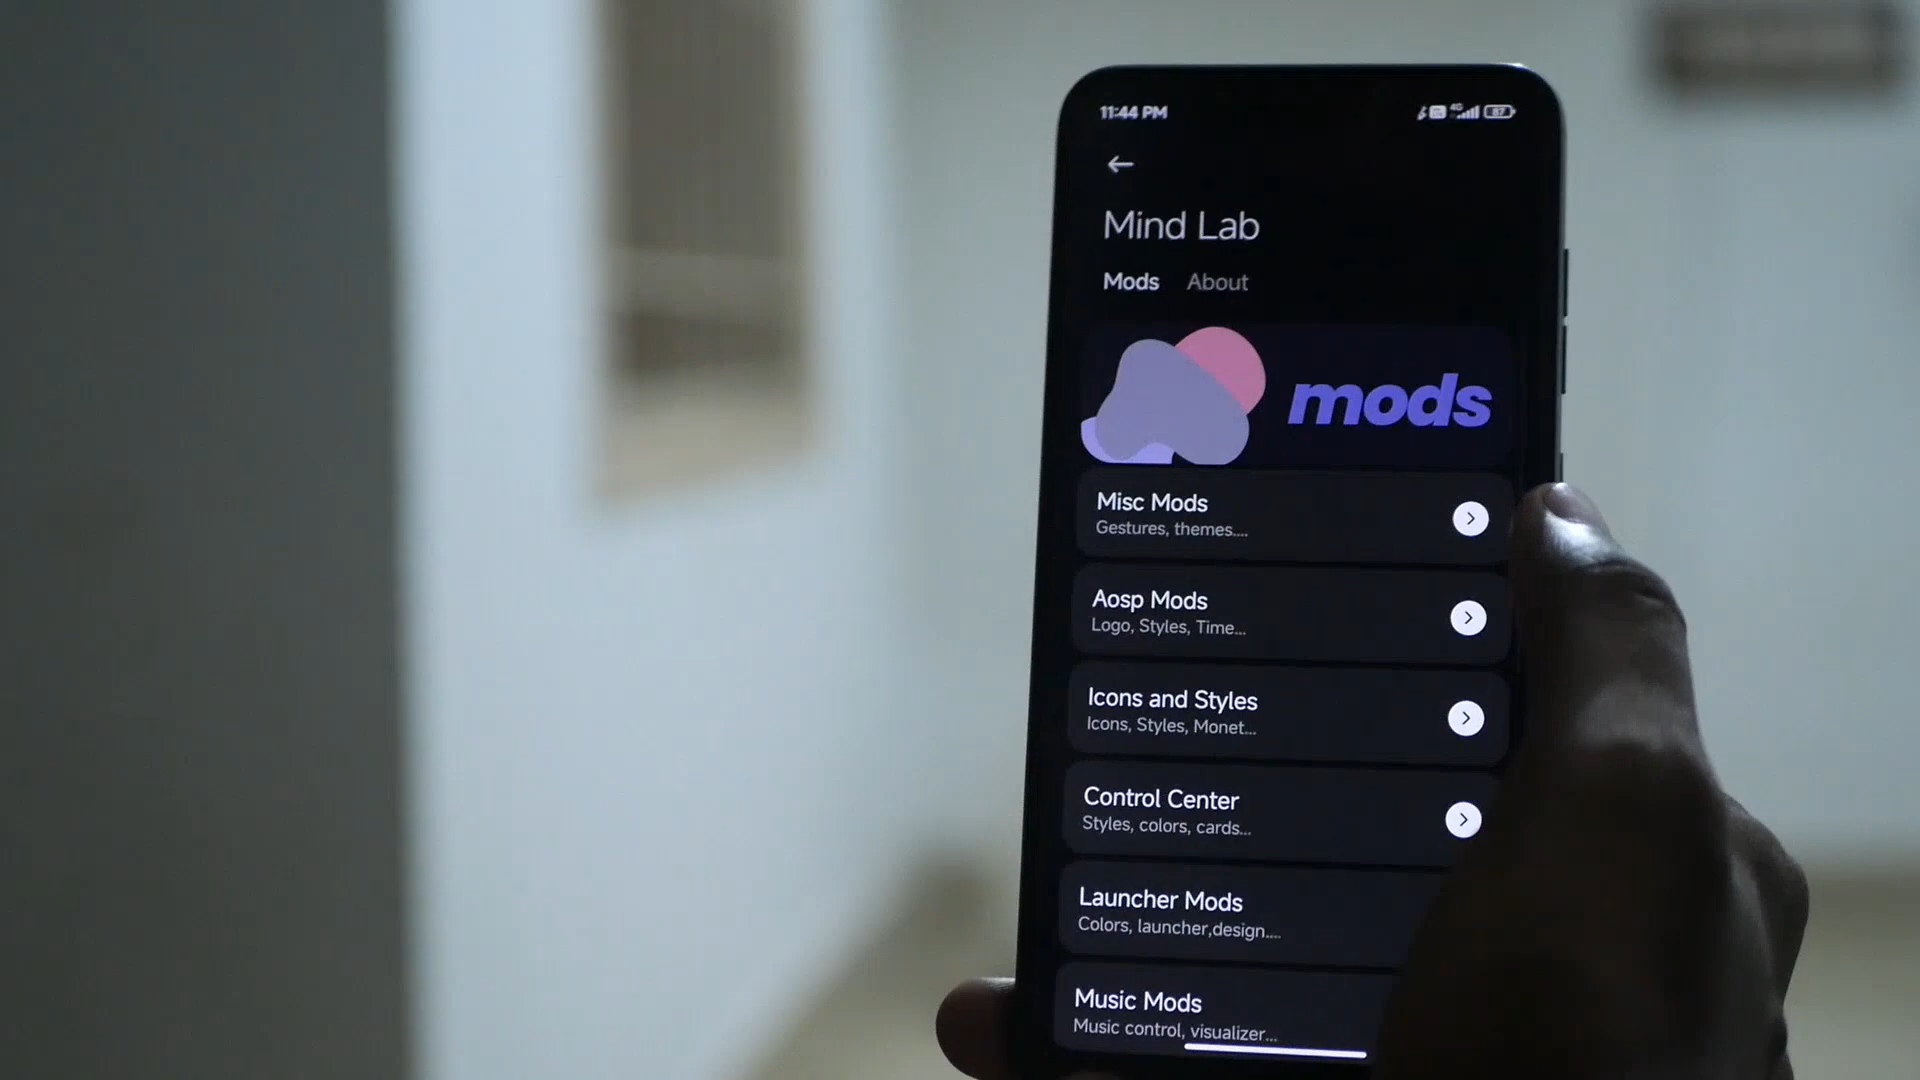 11:44 PM
4G
87
Mind Lab
Mods About
mods
Misc Mods
Gestures, themes....
Aosp Mods
Logo, Styles, Time...
Icons and Styles
Icons, Styles, Monet...
Control Center
Styles, colors, cards...
Launcher Mods
Colors, launcher,design....
Music Mods
Music control, visualizer...